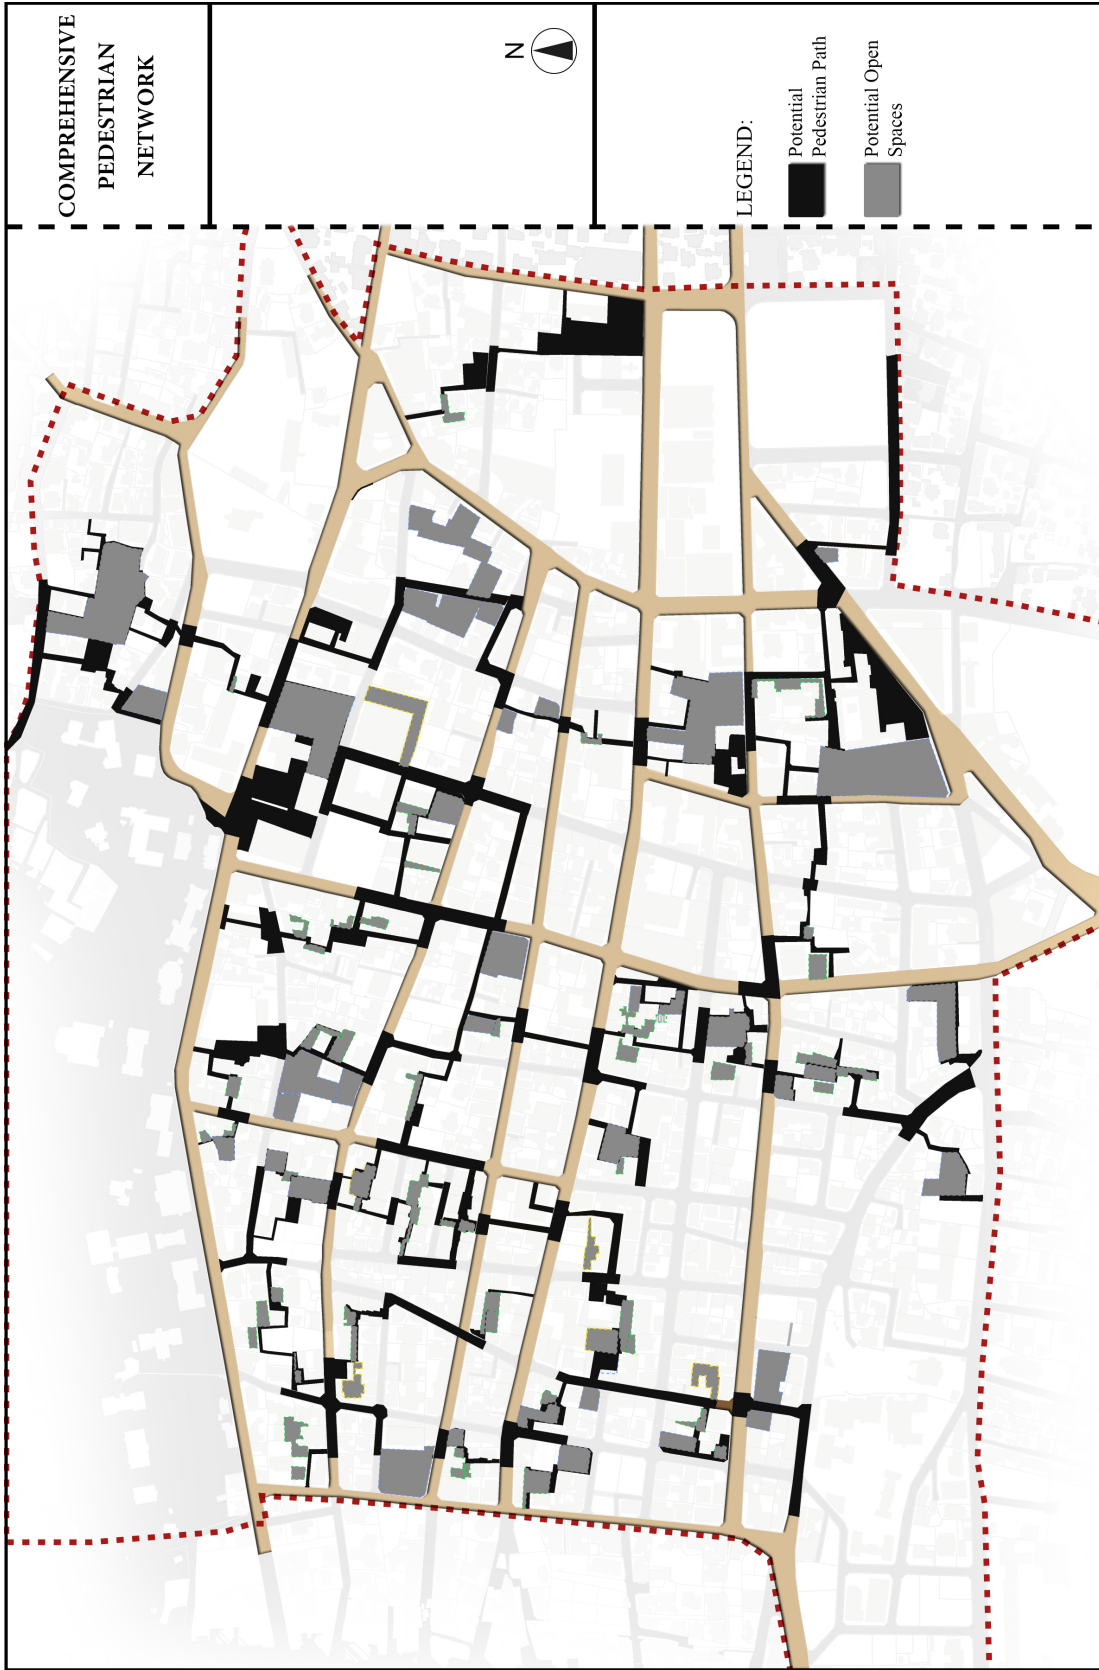 COMPREHENSIVE
PEDESTRIAN
NETWORK
N
LEGEND:
Potential
Pedestrian Path
Potential Open
Spaces